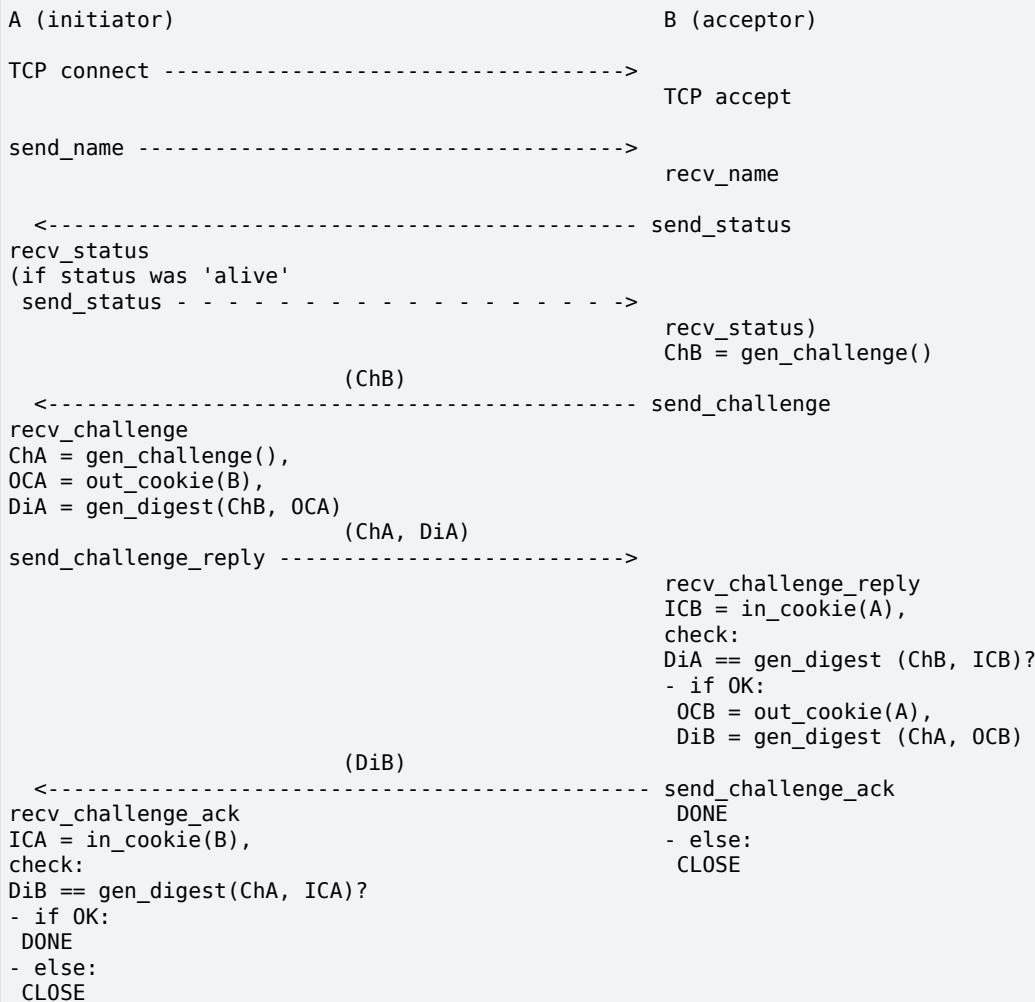 A (initiator)                                      B (acceptor)

TCP connect ------------------------------------>
                                                   TCP accept

send_name -------------------------------------->
                                                   recv_name

  <---------------------------------------------- send_status
recv_status
(if status was 'alive'
 send_status - - - - - - - - - - - - - - - - - ->
                                                   recv_status)
                                                   ChB = gen_challenge()
                          (ChB)
  <---------------------------------------------- send_challenge
recv_challenge
ChA = gen_challenge(),
OCA = out_cookie(B),
DiA = gen_digest(ChB, OCA)
                          (ChA, DiA)
send_challenge_reply --------------------------->
                                                   recv_challenge_reply
                                                   ICB = in_cookie(A),
                                                   check:
                                                   DiA == gen_digest (ChB, ICB)?
                                                   - if OK:
                                                    OCB = out_cookie(A),
                                                    DiB = gen_digest (ChA, OCB)
                          (DiB)
  <----------------------------------------------- send_challenge_ack
recv_challenge_ack                                  DONE
ICA = in_cookie(B),                                - else:
check:                                              CLOSE
DiB == gen_digest(ChA, ICA)?
- if OK:
 DONE
- else:
 CLOSE